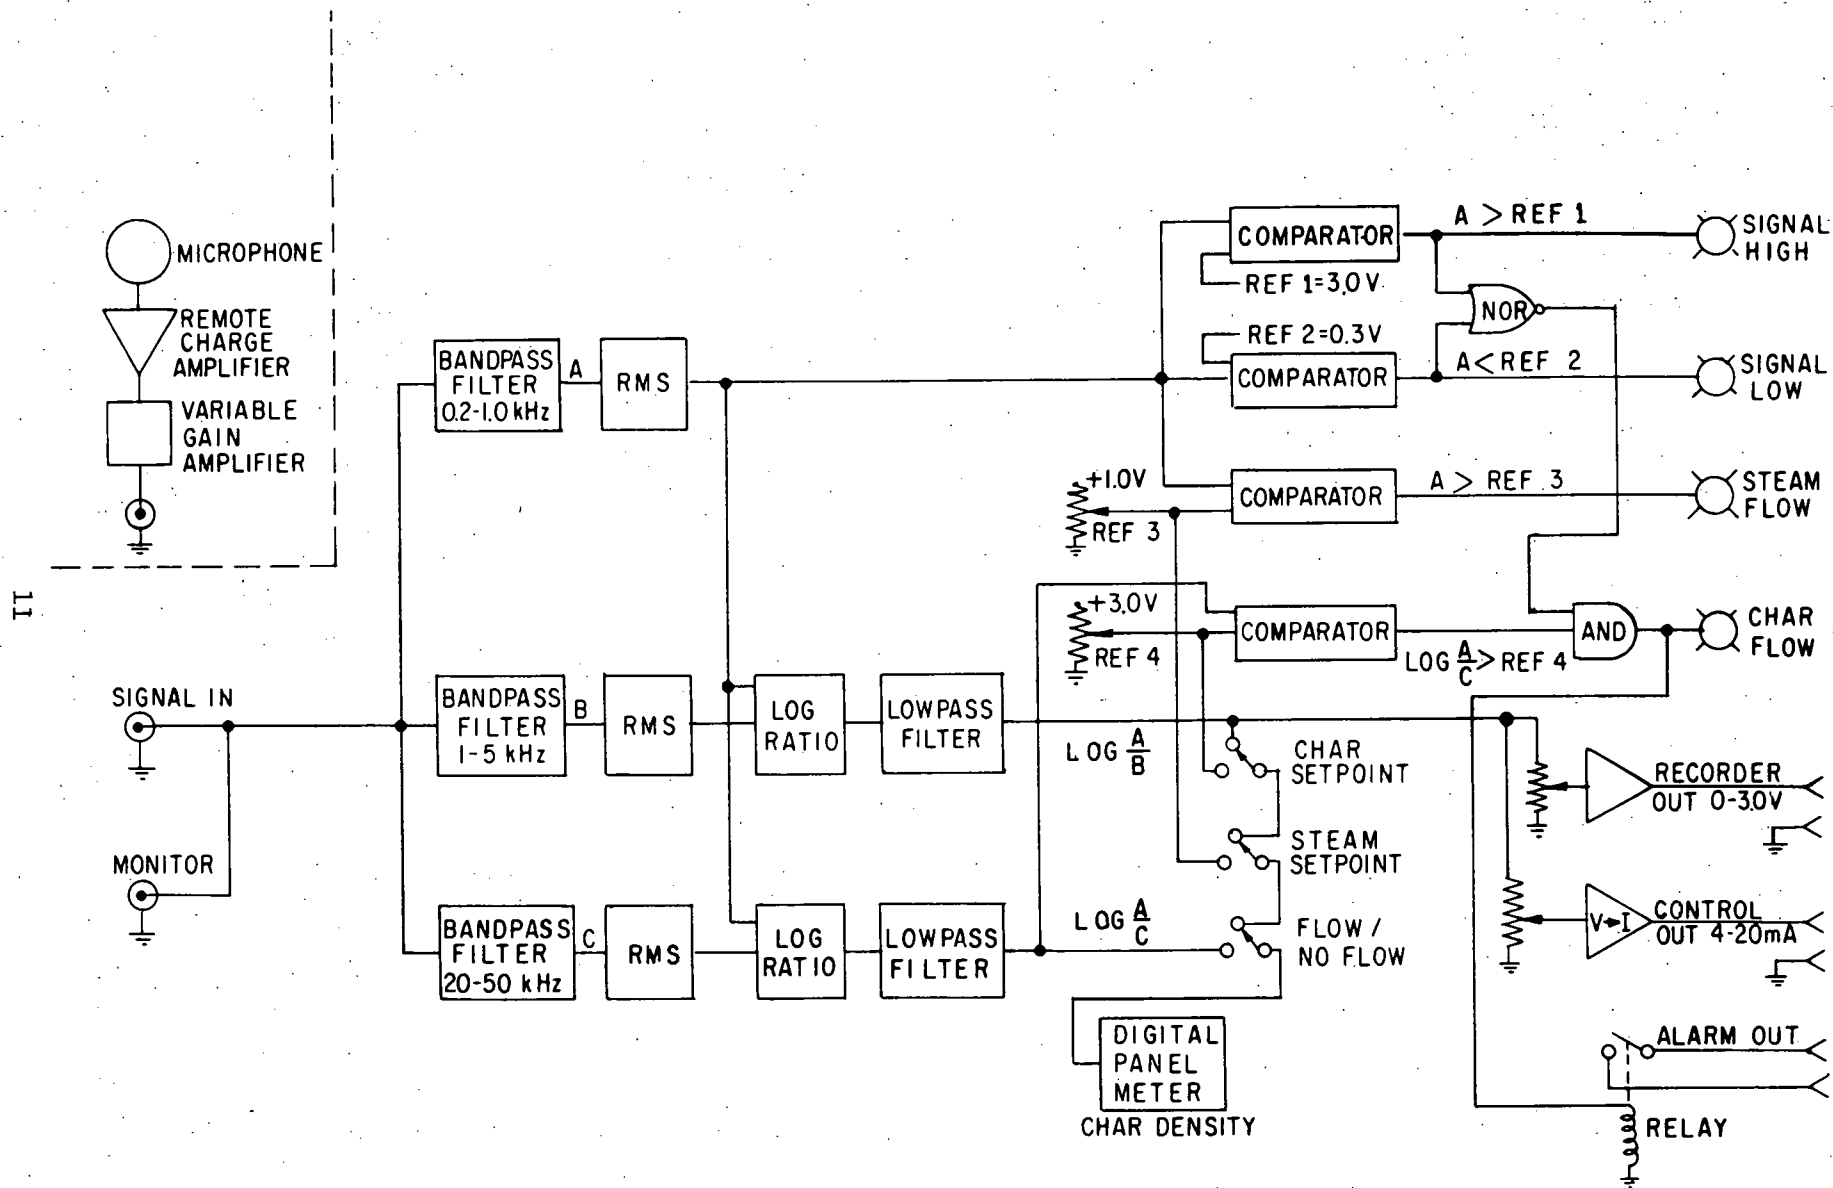 MICROPHONE
REMOTE
CHARGE
AMPLIFIER
VARIABLE
GAIN
AMPLIFIER
11
SIGNAL IN
MONITOR
BANDPASS
FILTER
0.2-1.0 kHz
A
RMS
BANDPASS
FILTER
1-5 kHz
B
RMS
LOG
RATIO
LOWPASS
FILTER
LOG A/B
BANDPASS
FILTER
20-50 kHz
C
RMS
LOG
RATIO
LOWPASS
FILTER
LOG A/C
COMPARATOR
REF 1=3.0V
A > REF 1
SIGNAL
HIGH
NOR
REF 2=0.3V
COMPARATOR
A < REF 2
SIGNAL
LOW
+1.0V
REF 3
COMPARATOR
A > REF 3
STEAM
FLOW
+3.0V
REF 4
COMPARATOR
LOG A/C > REF 4
AND
CHAR
FLOW
CHAR
SETPOINT
STEAM
SETPOINT
FLOW /
NO FLOW
DIGITAL
PANEL
METER
CHAR DENSITY
RECORDER
OUT 0-3.0V
V→I
CONTROL
OUT 4-20mA
ALARM OUT
RELAY